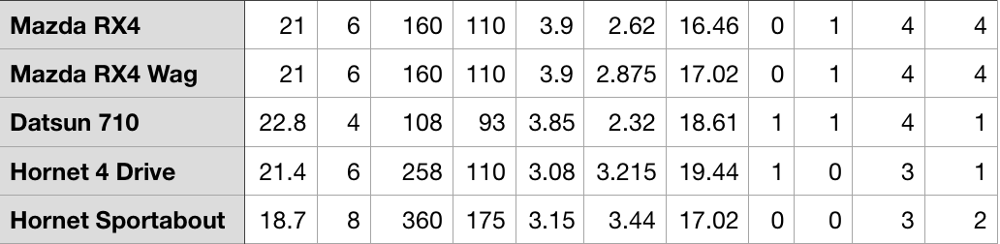 Mazda RX4 21 6 160 110 3.9 2.62 16.46 0 1 4 4
Mazda RX4 Wag 21 6 160 110 3.9 2.875 17.02 0 1 4 4
Datsun 710 22.8 4 108 93 3.85 2.32 18.61 1 1 4 1
Hornet 4 Drive 21.4 6 258 110 3.08 3.215 19.44 1 0 3 1
Hornet Sportabout 18.7 8 360 175 3.15 3.44 17.02 0 0 3 2